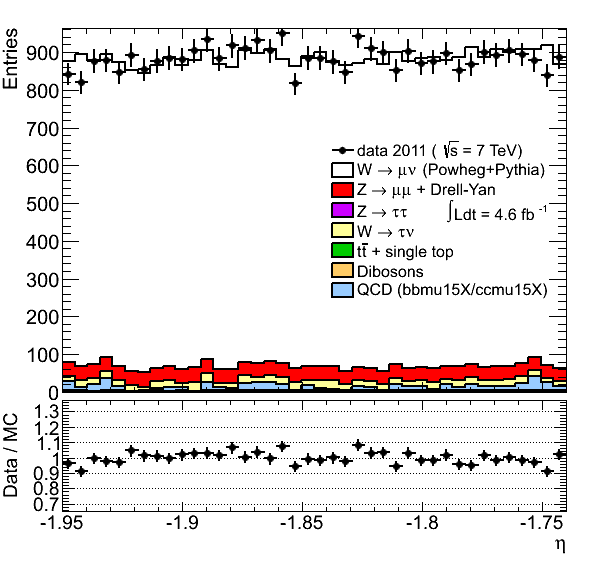 Entries
900
800
700
600
500
400
300
200
100
0
data 2011 ( √s = 7 TeV)
W → μν (Powheg+Pythia)
Z → μμ + Drell-Yan
Z → ττ
∫Ldt = 4.6 fb⁻¹
W → τν
tt̄ + single top
Dibosons
QCD (bbmu15X/ccmu15X)
Data / MC
1.3
1.2
1.1
1
0.9
0.8
0.7
-1.95
-1.9
-1.85
-1.8
-1.75
η